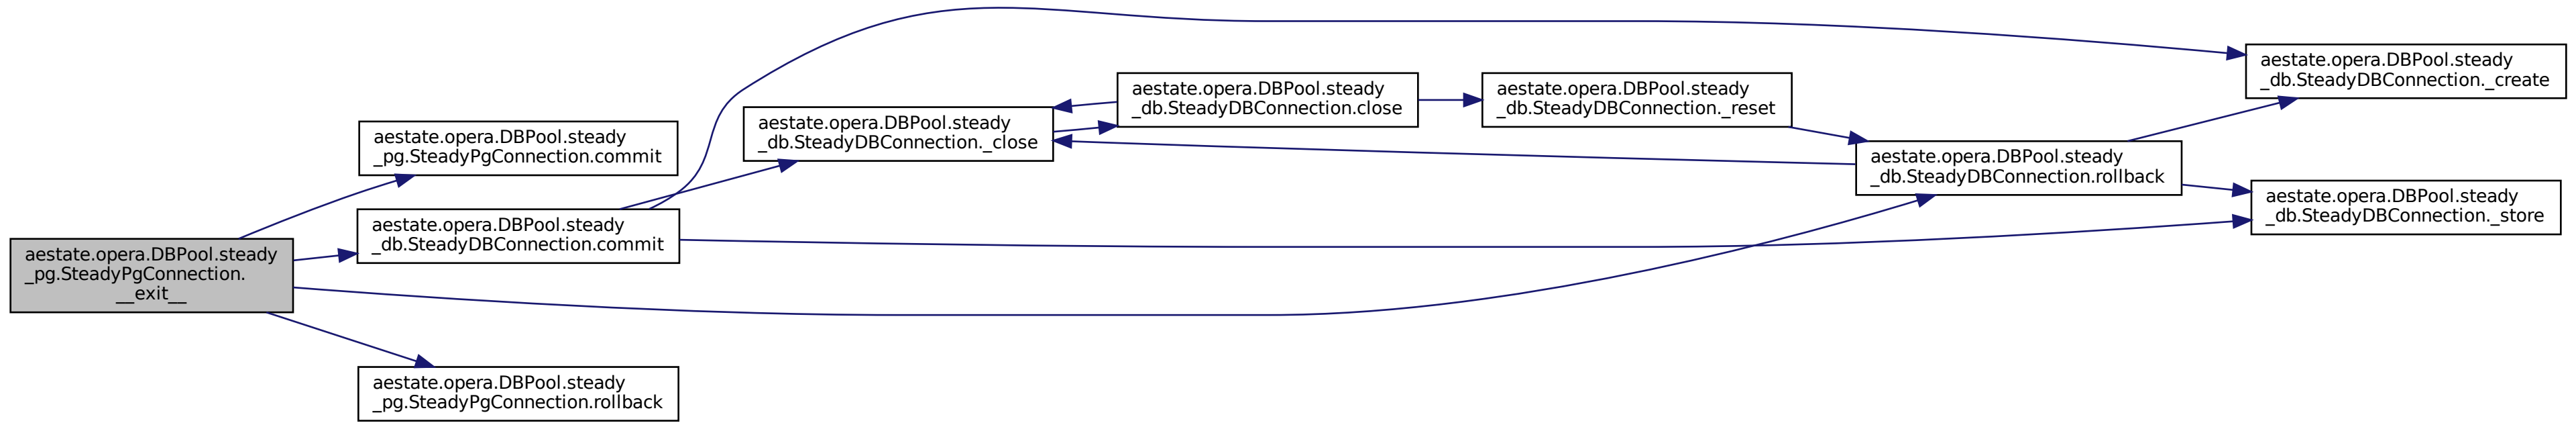 aestate.opera.DBPool.steady
_pg.SteadyPgConnection.
__exit__
aestate.opera.DBPool.steady
_pg.SteadyPgConnection.commit
aestate.opera.DBPool.steady
_db.SteadyDBConnection.commit
aestate.opera.DBPool.steady
_pg.SteadyPgConnection.rollback
aestate.opera.DBPool.steady
_db.SteadyDBConnection._close
aestate.opera.DBPool.steady
_db.SteadyDBConnection.close
aestate.opera.DBPool.steady
_db.SteadyDBConnection._reset
aestate.opera.DBPool.steady
_db.SteadyDBConnection.rollback
aestate.opera.DBPool.steady
_db.SteadyDBConnection._create
aestate.opera.DBPool.steady
_db.SteadyDBConnection._store